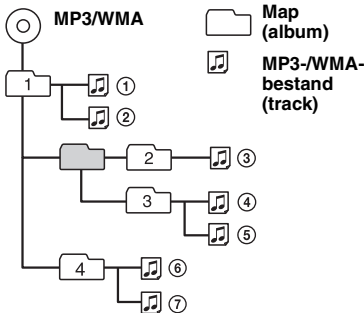 MP3/WMA
Map
(album)
MP3-/WMA-
bestand
(track)
1
①
②
2
③
3
④
⑤
4
⑥
⑦